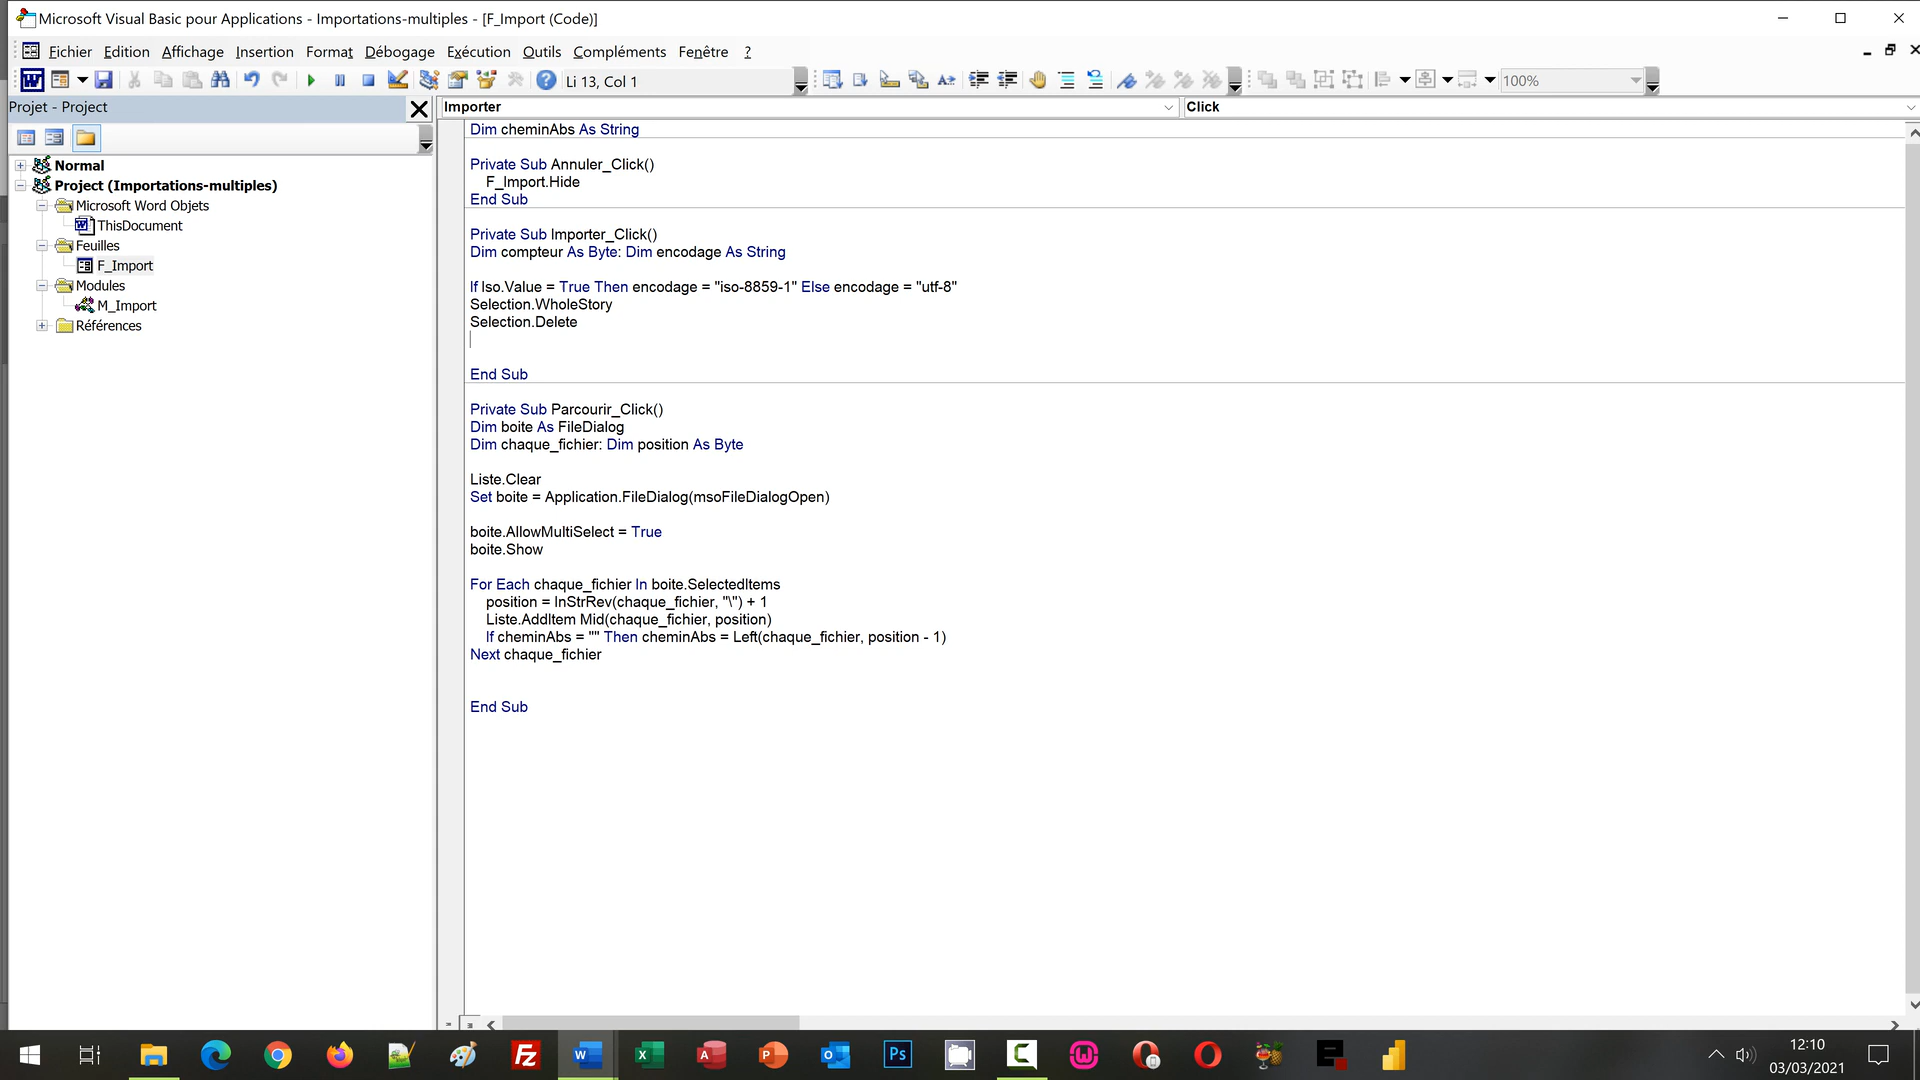 Microsoft Visual Basic pour Applications - Importations-multiples - [F_Import (Code)]
Fichier Edition Affichage Insertion Format Débogage Exécution Outils Compléments Fenêtre ?
Li 13, Col 1
100%
Projet - Project
Importer
Click
Normal
Project (Importations-multiples)
Microsoft Word Objets
ThisDocument
Feuilles
F_Import
Modules
M_Import
Références
Dim cheminAbs As String
Private Sub Annuler_Click()
F_Import.Hide
End Sub
Private Sub Importer_Click()
Dim compteur As Byte: Dim encodage As String
If Iso.Value = True Then encodage = "iso-8859-1" Else encodage = "utf-8"
Selection.WholeStory
Selection.Delete
End Sub
Private Sub Parcourir_Click()
Dim boite As FileDialog
Dim chaque_fichier: Dim position As Byte
Liste.Clear
Set boite = Application.FileDialog(msoFileDialogOpen)
boite.AllowMultiSelect = True
boite.Show
For Each chaque_fichier In boite.SelectedItems
position = InStrRev(chaque_fichier, "\") + 1
Liste.AddItem Mid(chaque_fichier, position)
If cheminAbs = "" Then cheminAbs = Left(chaque_fichier, position - 1)
Next chaque_fichier
End Sub
12:10
03/03/2021